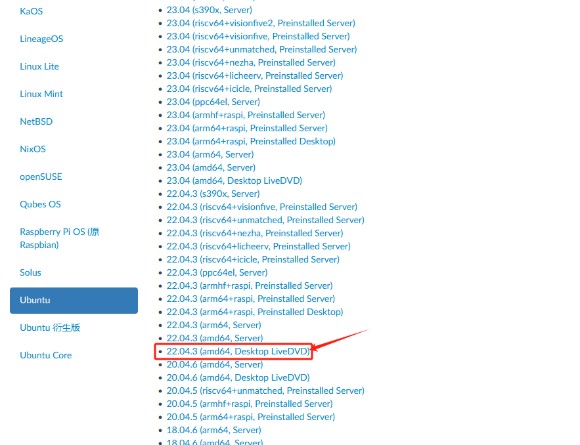 KaOS
LineageOS
Linux Lite
Linux Mint
NetBSD
NixOS
openSUSE
Qubes OS
Raspberry Pi OS (原
Raspbian)
Solus
Ubuntu
Ubuntu 衍生版
Ubuntu Core
23.04 (s390x, Server)
23.04 (riscv64+visionfive2, Preinstalled Server)
23.04 (riscv64+visionfive, Preinstalled Server)
23.04 (riscv64+unmatched, Preinstalled Server)
23.04 (riscv64+nezha, Preinstalled Server)
23.04 (riscv64+licheerv, Preinstalled Server)
23.04 (riscv64+icicle, Preinstalled Server)
23.04 (ppc64el, Server)
23.04 (armhf+raspi, Preinstalled Server)
23.04 (arm64+raspi, Preinstalled Server)
23.04 (arm64+raspi, Preinstalled Desktop)
23.04 (arm64, Server)
23.04 (amd64, Server)
23.04 (amd64, Desktop LiveDVD)
22.04.3 (s390x, Server)
22.04.3 (riscv64+visionfive, Preinstalled Server)
22.04.3 (riscv64+unmatched, Preinstalled Server)
22.04.3 (riscv64+nezha, Preinstalled Server)
22.04.3 (riscv64+licheerv, Preinstalled Server)
22.04.3 (riscv64+icicle, Preinstalled Server)
22.04.3 (ppc64el, Server)
22.04.3 (armhf+raspi, Preinstalled Server)
22.04.3 (arm64+raspi, Preinstalled Server)
22.04.3 (arm64+raspi, Preinstalled Desktop)
22.04.3 (arm64, Server)
22.04.3 (amd64, Server)
22.04.3 (amd64, Desktop LiveDVD)
20.04.6 (amd64, Server)
20.04.6 (amd64, Desktop LiveDVD)
20.04.5 (riscv64+unmatched, Preinstalled Server)
20.04.5 (armhf+raspi, Preinstalled Server)
20.04.5 (arm64+raspi, Preinstalled Server)
18.04.6 (amd64, Server)
18.04.6 (amd64, Desktop LiveDVD)